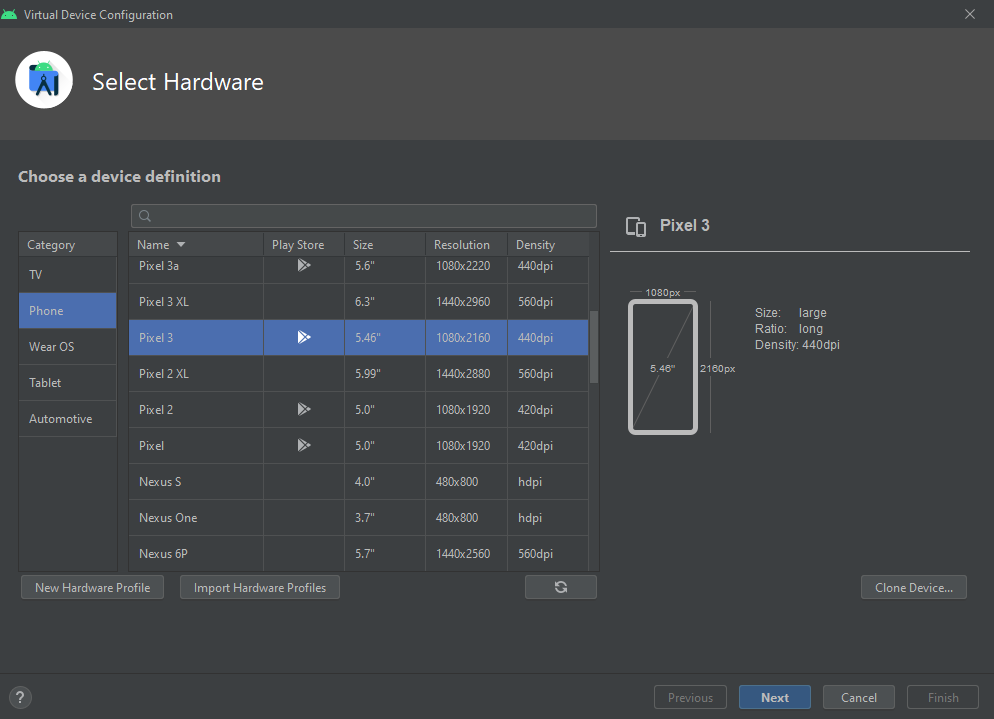 Virtual Device Configuration
Select Hardware
Choose a device definition
Category
TV
Phone
Wear OS
Tablet
Automotive
Name Play Store Size Resolution Density
Pixel 3a 5.6" 1080x2220 440dpi
Pixel 3 XL 6.3" 1440x2960 560dpi
Pixel 3 5.46" 1080x2160 440dpi
Pixel 2 XL 5.99" 1440x2880 560dpi
Pixel 2 5.0" 1080x1920 420dpi
Pixel 5.0" 1080x1920 420dpi
Nexus S 4.0" 480x800 hdpi
Nexus One 3.7" 480x800 hdpi
Nexus 6P 5.7" 1440x2560 560dpi
Pixel 3
1080px
5.46"
2160px
Size: large
Ratio: long
Density: 440dpi
New Hardware Profile Import Hardware Profiles Clone Device...
? Previous Next Cancel Finish